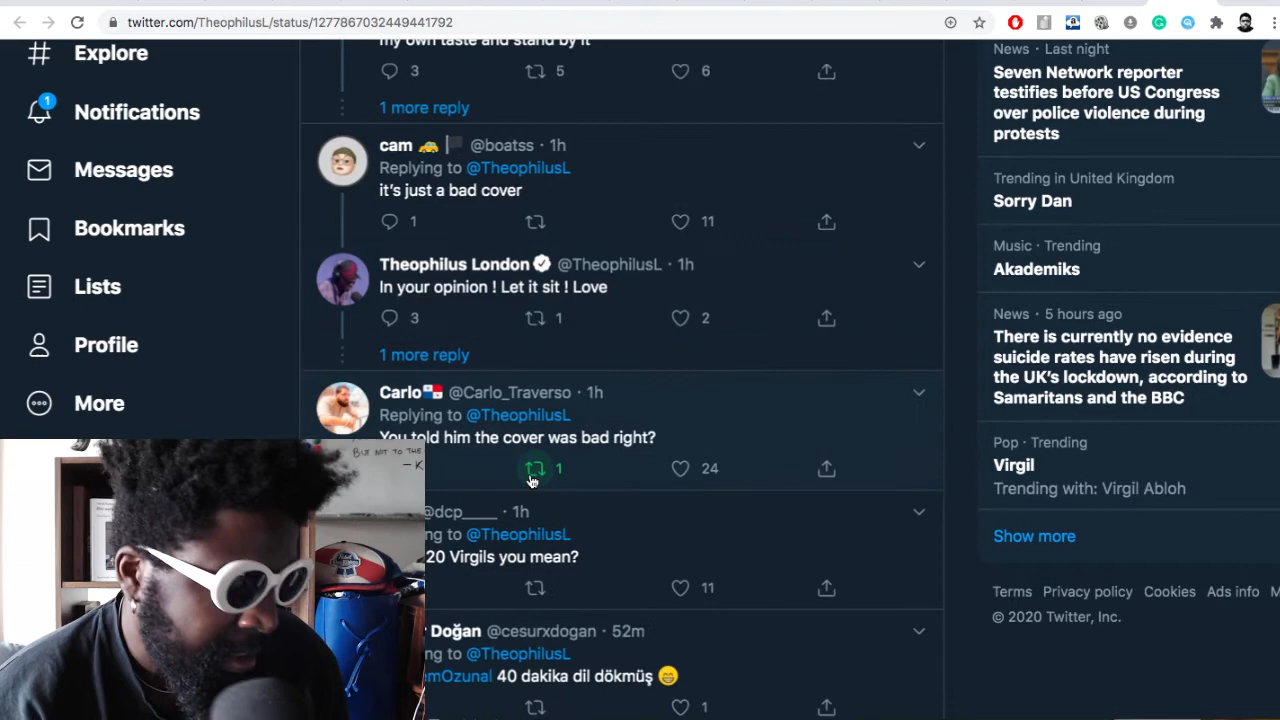 twitter.com/TheophilusL/status/1277867032449441792
Explore
1
Notifications
Messages
Bookmarks
Lists
Profile
More
my own taste and stand by it
3 5 6
1 more reply
cam 🚕 🏴 @boatss · 1h
Replying to @TheophilusL
it's just a bad cover
1 11
Theophilus London @TheophilusL · 1h
In your opinion ! Let it sit ! Love
3 1 2
1 more reply
Carlo🇵🇦 @Carlo_Traverso · 1h
Replying to @TheophilusL
You told him the cover was bad right?
1 24
@dcp____ · 1h
ng to @TheophilusL
20 Virgils you mean?
11
r Doğan @cesurxdogan · 52m
ng to @TheophilusL
emOzunal 40 dakika dil dökmüş 😁
1
News · Last night
Seven Network reporter
testifies before US Congress
over police violence during
protests
Trending in United Kingdom
Sorry Dan
Music · Trending
Akademiks
News · 5 hours ago
There is currently no evidence
suicide rates have risen during
the UK's lockdown, according to
Samaritans and the BBC
Pop · Trending
Virgil
Trending with: Virgil Abloh
Show more
Terms Privacy policy Cookies Ads info
© 2020 Twitter, Inc.
BUT NOT TO THE
— K